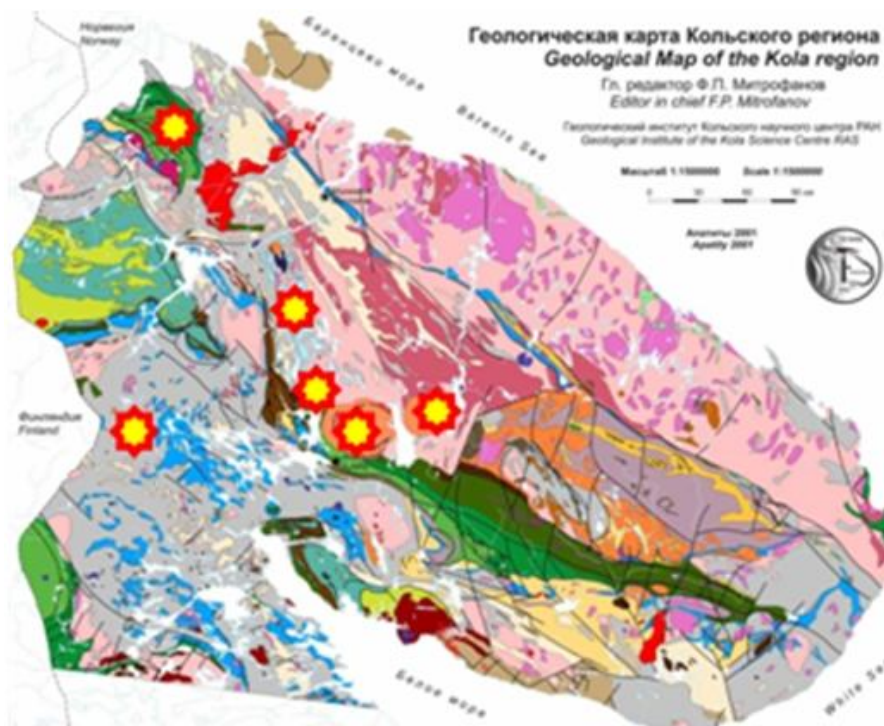 Норвегия
Norway
Баренцево море
Barents Sea
Геологическая карта Кольского региона
Geological Map of the Kola region
Гл. редактор Ф.П. Митрофанов
Editor in chief F.P. Mitrofanov
Геологический институт Кольского научного центра РАН
Geological Institute of the Kola Science Centre RAS
Масштаб 1:1500000 Scale 1:1500000
Апатиты 2001
Apatity 2001
Финляндия
Finland
Белое море
White Sea